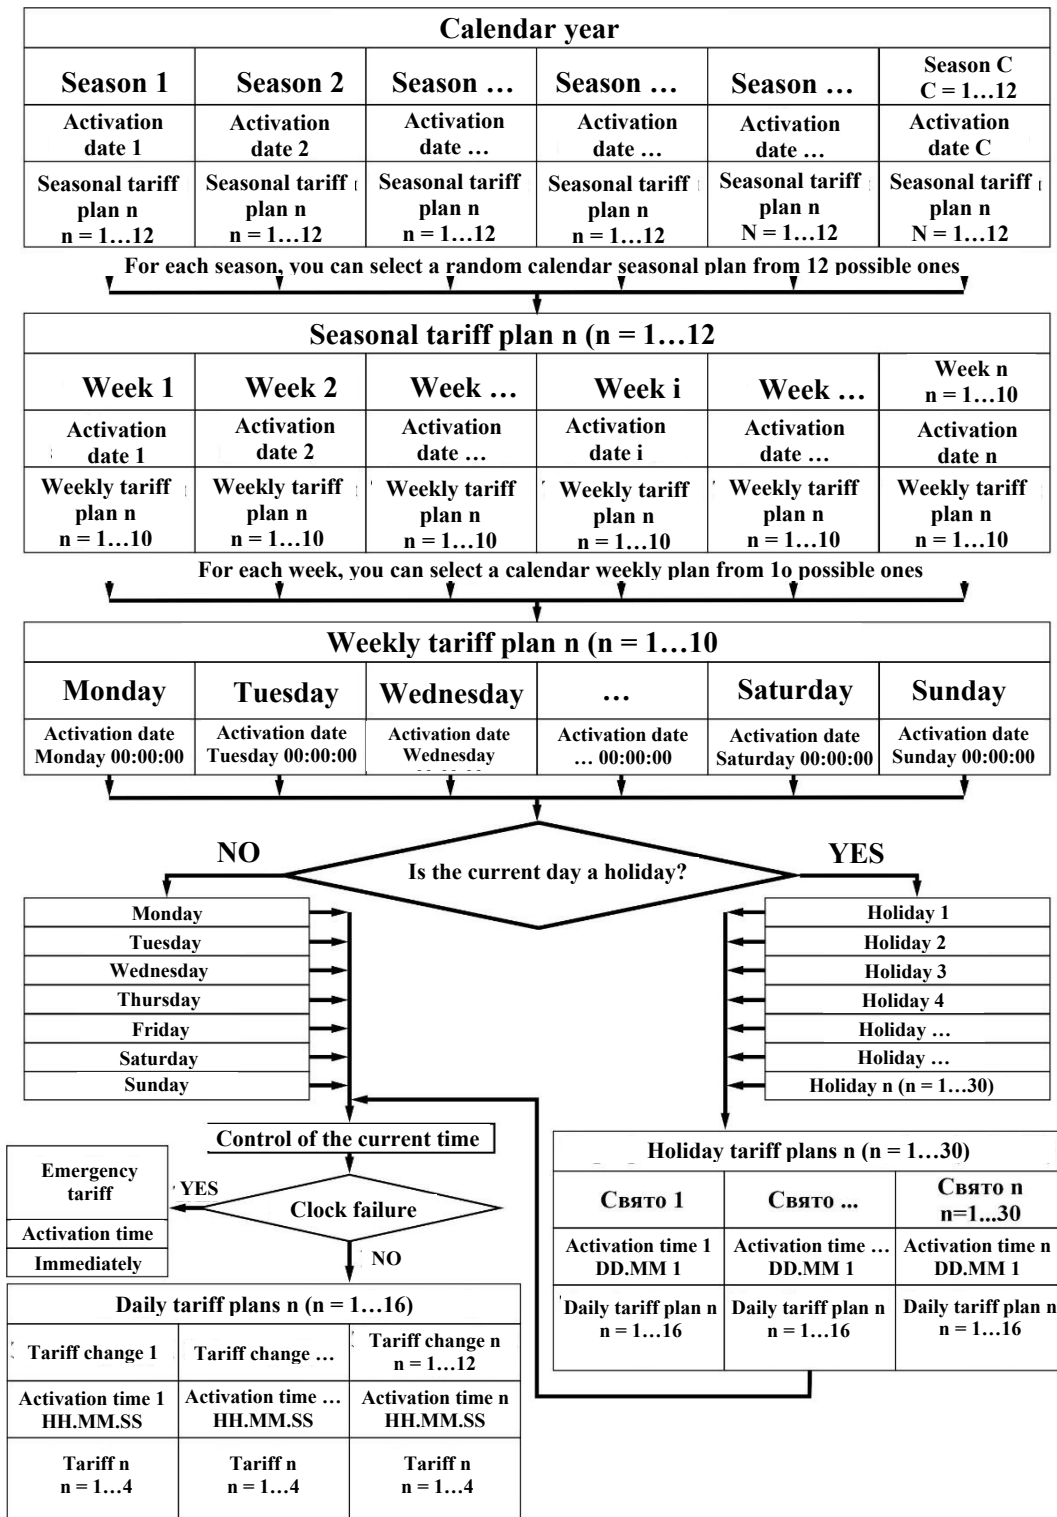 Calendar year
Season 1
Season 2
Season …
Season …
Season …
Season C
C = 1…12
Activation
date 1
Activation
date 2
Activation
date …
Activation
date …
Activation
date …
Activation
date C
Seasonal tariff
plan n
n = 1…12
Seasonal tariff
plan n
n = 1…12
Seasonal tariff
plan n
n = 1…12
Seasonal tariff
plan n
n = 1…12
Seasonal tariff
plan n
N = 1…12
Seasonal tariff
plan n
N = 1…12
For each season, you can select a random calendar seasonal plan from 12 possible ones
Seasonal tariff plan n (n = 1…12
Week 1
Week 2
Week …
Week i
Week …
Week n
n = 1…10
Activation
date 1
Activation
date 2
Activation
date …
Activation
date i
Activation
date …
Activation
date n
Weekly tariff
plan n
n = 1…10
Weekly tariff
plan n
n = 1…10
Weekly tariff
plan n
n = 1…10
Weekly tariff
plan n
n = 1…10
Weekly tariff
plan n
n = 1…10
Weekly tariff
plan n
n = 1…10
For each week, you can select a calendar weekly plan from 1o possible ones
Weekly tariff plan n (n = 1…10
Monday
Tuesday
Wednesday
…
Saturday
Sunday
Activation date
Monday 00:00:00
Activation date
Tuesday 00:00:00
Activation date
Wednesday
Activation date
… 00:00:00
Activation date
Saturday 00:00:00
Activation date
Sunday 00:00:00
NO
Is the current day a holiday?
YES
Monday
Tuesday
Wednesday
Thursday
Friday
Saturday
Sunday
Holiday 1
Holiday 2
Holiday 3
Holiday 4
Holiday …
Holiday …
Holiday n (n = 1…30)
Control of the current time
Emergency
tariff
Activation time
Immediately
YES
Clock failure
NO
Holiday tariff plans n (n = 1…30)
Свято 1
Свято ...
Свято n
n=1...30
Activation time 1
DD.MM 1
Activation time …
DD.MM 1
Activation time n
DD.MM 1
Daily tariff plan n
n = 1…16
Daily tariff plan n
n = 1…16
Daily tariff plan n
n = 1…16
Daily tariff plans n (n = 1…16)
Tariff change 1
Tariff change …
Tariff change n
n = 1…12
Activation time 1
HH.MM.SS
Activation time …
HH.MM.SS
Activation time n
HH.MM.SS
Tariff n
n = 1…4
Tariff n
n = 1…4
Tariff n
n = 1…4